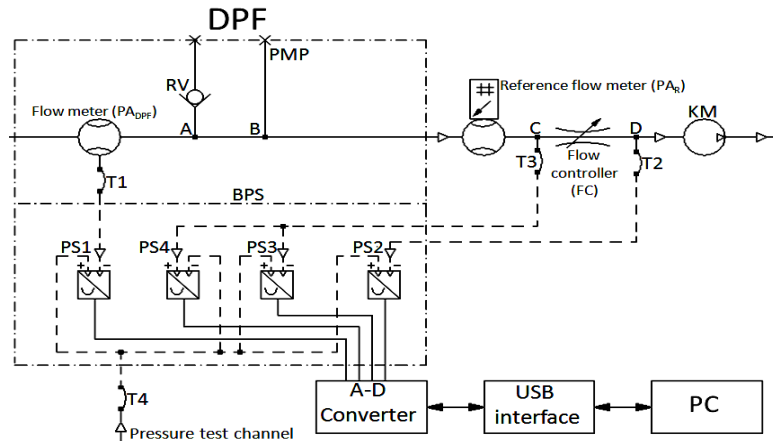 DPF
PMP
RV
Reference flow meter (PAR)
Flow meter (PADPF)
A
B
C
D
KM
T3
Flow
controller
(FC)
T2
T1
BPS
PS1
PS4
PS3
PS2
+ -
+ -
+ -
+ -
T4
A-D
Converter
USB
interface
PC
Pressure test channel